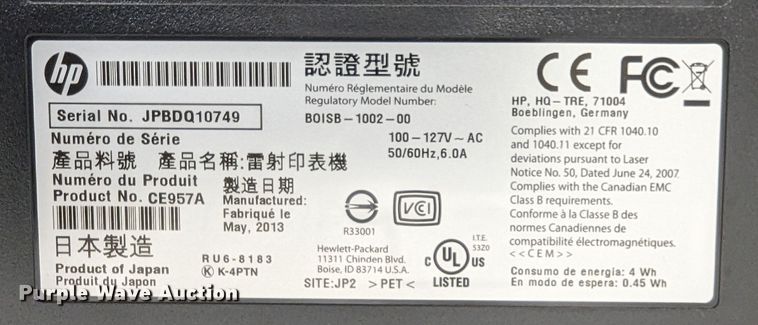 hp
認證型號
Numéro Réglementaire du Modèle
Regulatory Model Number:
BOISB-1002-00
100-127V~AC
50/60Hz,6.0A
Serial No. JPBDQ10749
Numéro de Série
產品料號 產品名稱:雷射印表機
Numéro du Produit
Product No. CE957A
製造日期
Manufactured:
Fabriqué le
May, 2013
日本製造
Product of Japan
Produit du Japon
RU6-8183
Ⓚ K-4PTN
R33001
VCI
Hewlett-Packard
11311 Chinden Blvd.
Boise, ID 83714 U.S.A.
SITE:JP2 >PET<
I.T.E.
53Z0
c UL US
LISTED
CE FC
HP, HQ-TRE, 71004
Boeblingen, Germany
Complies with 21 CFR 1040.10
and 1040.11 except for
deviations pursuant to Laser
Notice No. 50, Dated June 24, 2007.
Complies with the Canadian EMC
Class B requirements.
Conforme à la Classe B des
normes Canadiennes de
compatibilité électromagnétiques.
<<CEM>>
Consumo de energia: 4 Wh
En modo de espera: 0.45 Wh
Purple Wave Auction